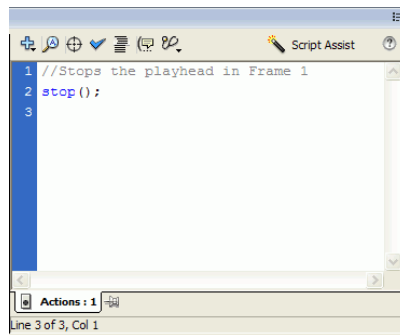 Script Assist
1 //Stops the playhead in Frame 1
2 stop();
3
Actions : 1
Line 3 of 3, Col 1